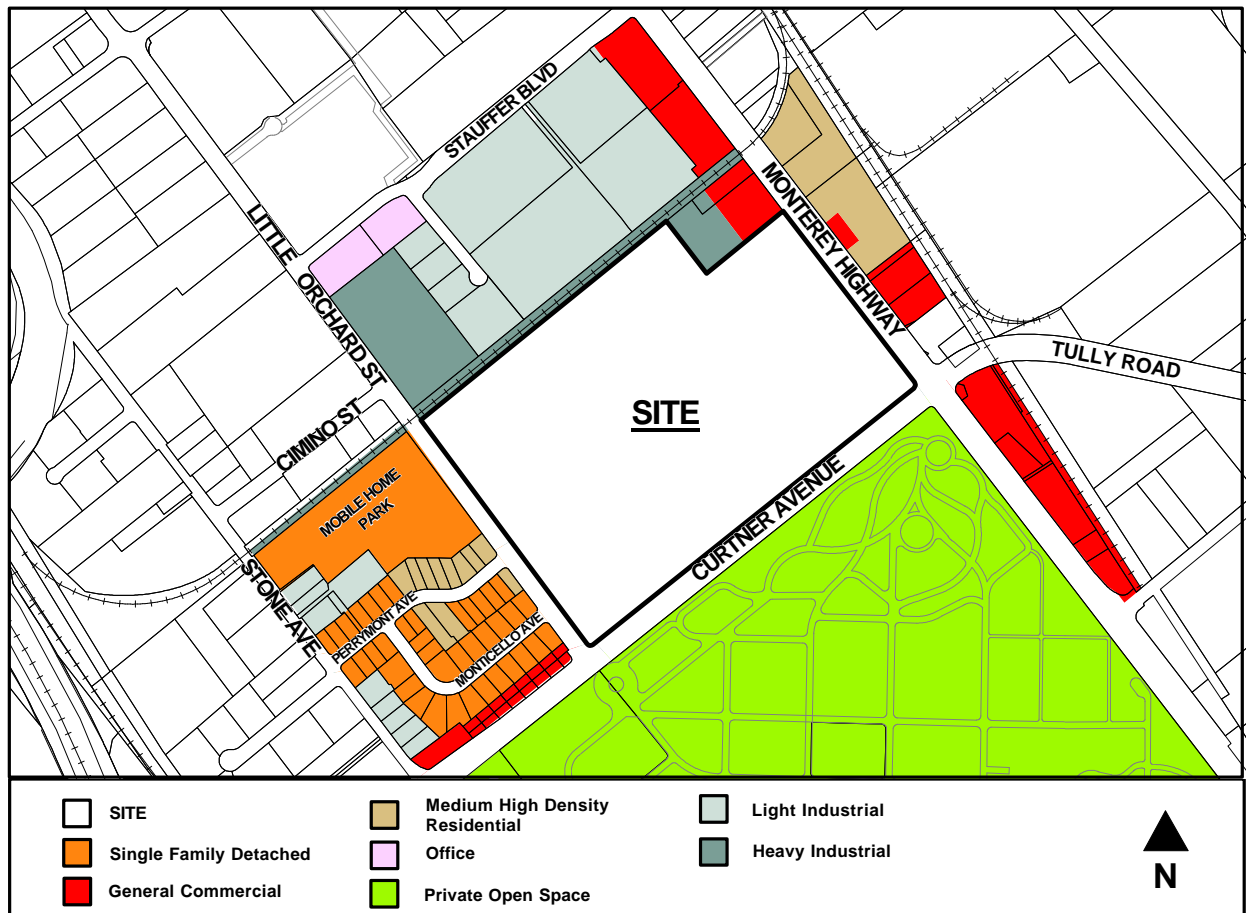 STAUFFER BLVD
MONTEREY HIGHWAY
LITTLE ORCHARD ST
TULLY ROAD
SITE
CIMINO ST
MOBILE HOME
PARK
CURTNER AVENUE
STONE AVE
PERRYMONT AVE
MONTICELLO AVE
SITE
Single Family Detached
General Commercial
Medium High Density
Residential
Office
Private Open Space
Light Industrial
Heavy Industrial
N